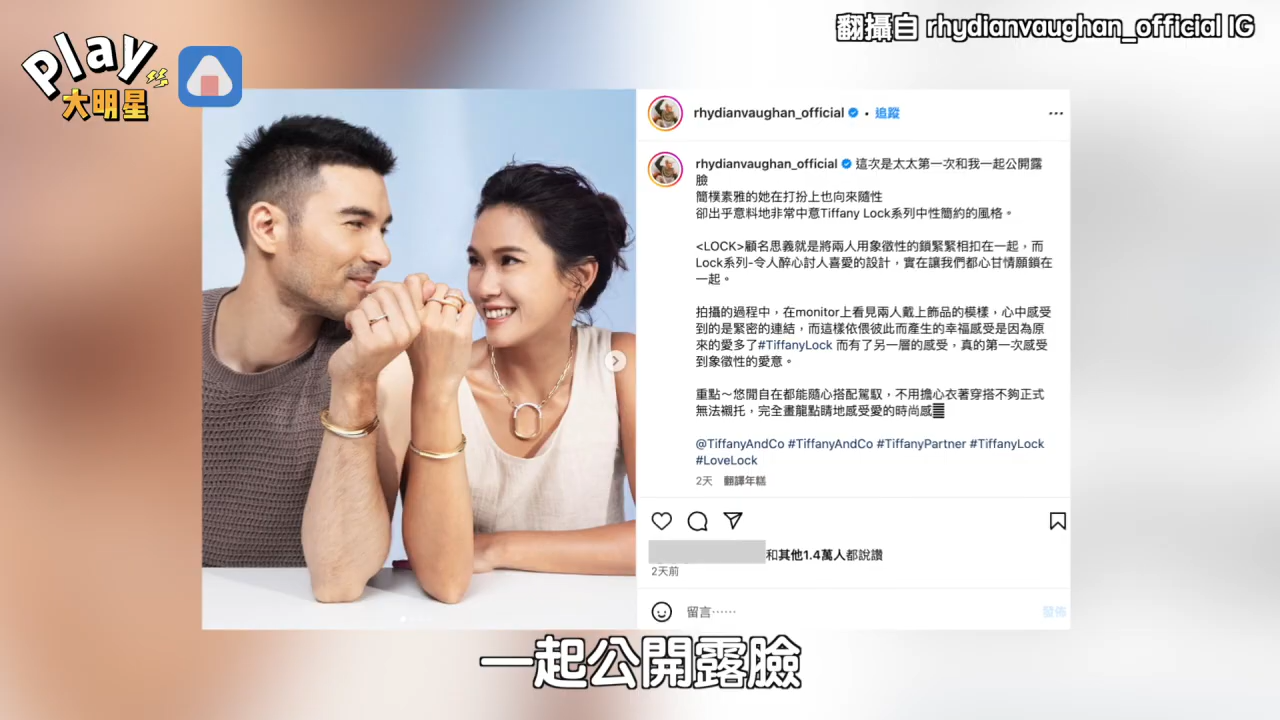 翻攝自 rhydianvaughan_official IG
Play
大明星
rhydianvaughan_official • 追蹤
rhydianvaughan_official 這次是太太第一次和我一起公開露
臉
簡樸素雅的她在打扮上也向來隨性
卻出乎意料地非常中意Tiffany Lock系列中性簡約的風格。
<LOCK>顧名思義就是將兩人用象徵性的鎖緊緊相扣在一起，而
Lock系列-令人醉心討人喜愛的設計，實在讓我們都心甘情願鎖在
一起。
拍攝的過程中，在monitor上看見兩人戴上飾品的模樣，心中感受
到的是緊密的連結，而這樣依偎彼此而產生的幸福感受是因為原
來的愛多了#TiffanyLock 而有了另一層的感受，真的第一次感受
到象徵性的愛意。
重點～悠閒自在都能隨心搭配駕馭，不用擔心衣著穿搭不夠正式
無法襯托，完全畫龍點睛地感受愛的時尚感
@TiffanyAndCo #TiffanyAndCo #TiffanyPartner #TiffanyLock
#LoveLock
2天 翻譯年糕
和其他1.4萬人都說讚
2天前
留言……
發佈
一起公開露臉